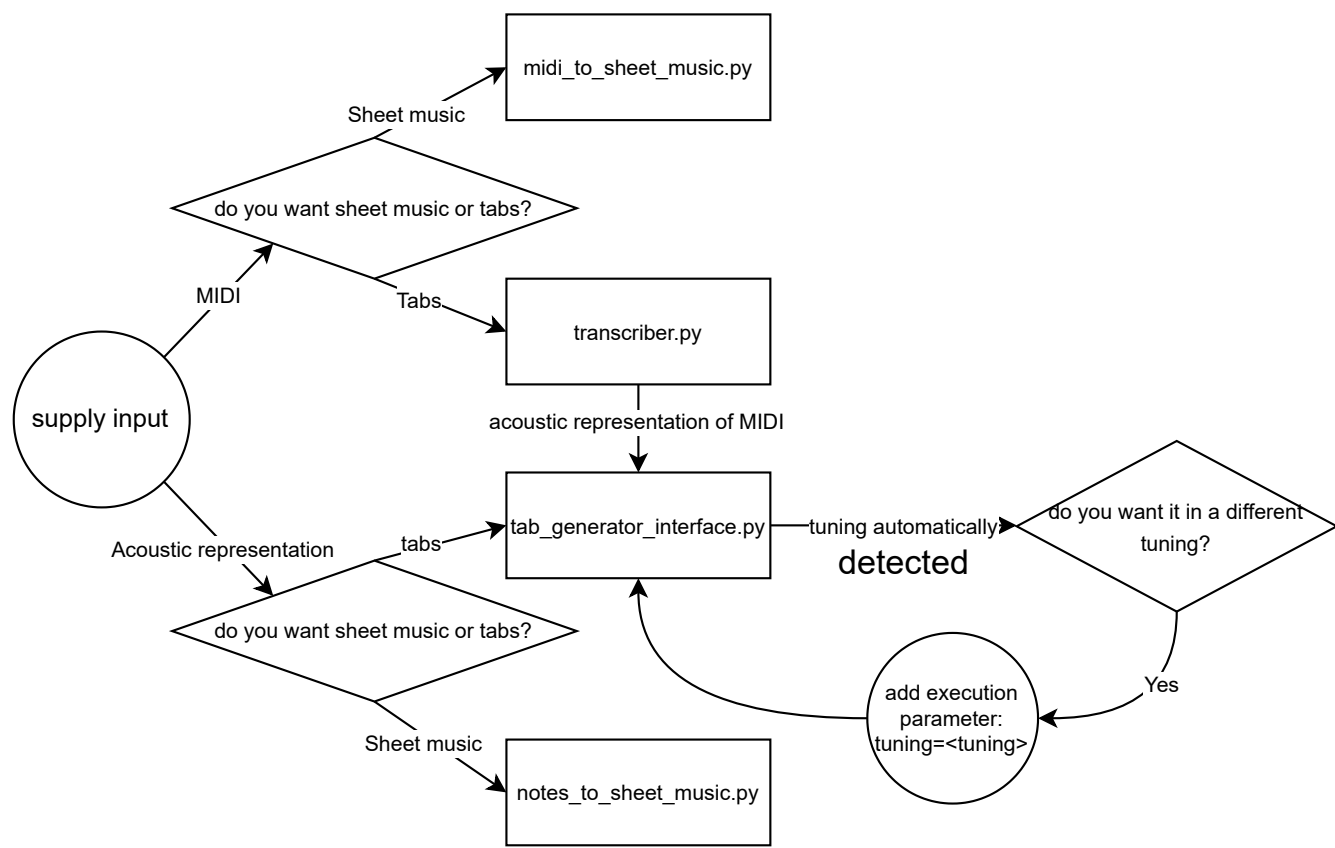 midi_to_sheet_music.py
Sheet music
do you want sheet music or tabs?
MIDI
Tabs
transcriber.py
supply input
acoustic representation of MIDI
tab_generator_interface.py
tuning automatically
detected
do you want it in a different
tuning?
Acoustic representation
tabs
do you want sheet music or tabs?
Yes
add execution
parameter:
tuning=<tuning>
Sheet music
notes_to_sheet_music.py